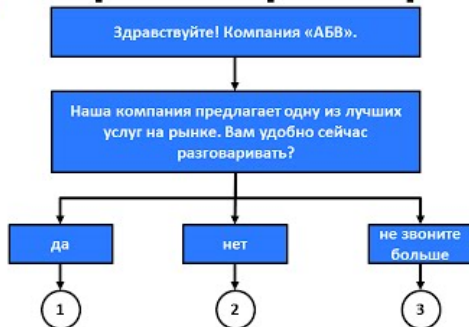 Здравствуйте! Компания «АБВ».
Наша компания предлагает одну из лучших
услуг на рынке. Вам удобно сейчас
разговаривать?
да
нет
не звоните
больше
1
2
3